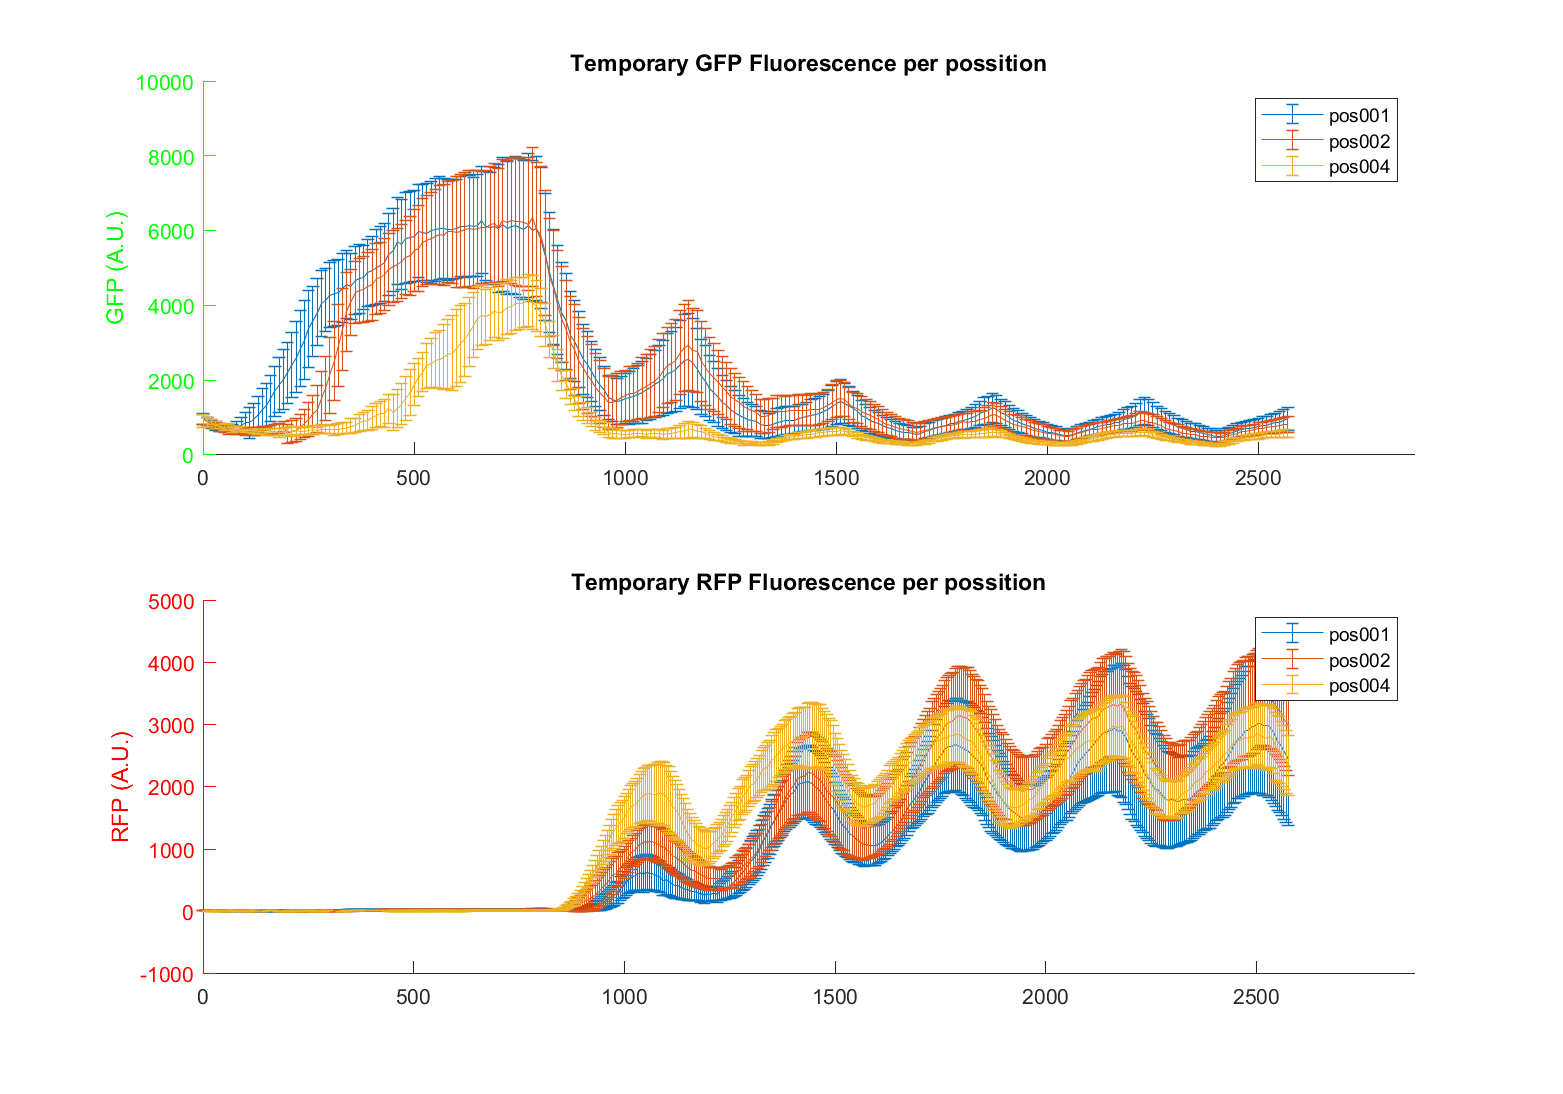 Temporary GFP Fluorescence per possition
10000
8000
6000
4000
2000
0
GFP (A.U.)
pos001
pos002
pos004
0 500 1000 1500 2000 2500
Temporary RFP Fluorescence per possition
5000
4000
3000
2000
1000
0
-1000
RFP (A.U.)
pos001
pos002
pos004
0 500 1000 1500 2000 2500